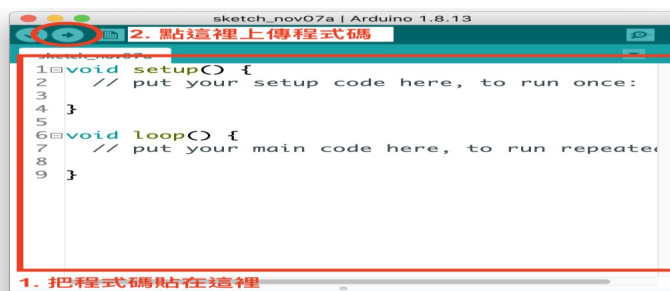 sketch_nov07a | Arduino 1.8.13
2. 點這裡上傳程式碼
sketch_nov07a
1 void setup() {
2 // put your setup code here, to run once:
3
4 }
5
6 void loop() {
7 // put your main code here, to run
8
9 }
1. 把程式碼貼在這裡